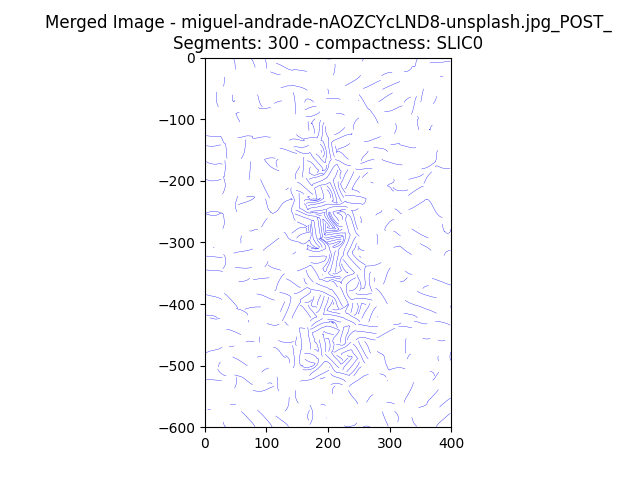 Merged Image - miguel-andrade-nAOZCYcLND8-unsplash.jpg_POST_
Segments: 300 - compactness: SLIC0
0
−100
−200
−300
−400
−500
−600
0 100 200 300 400